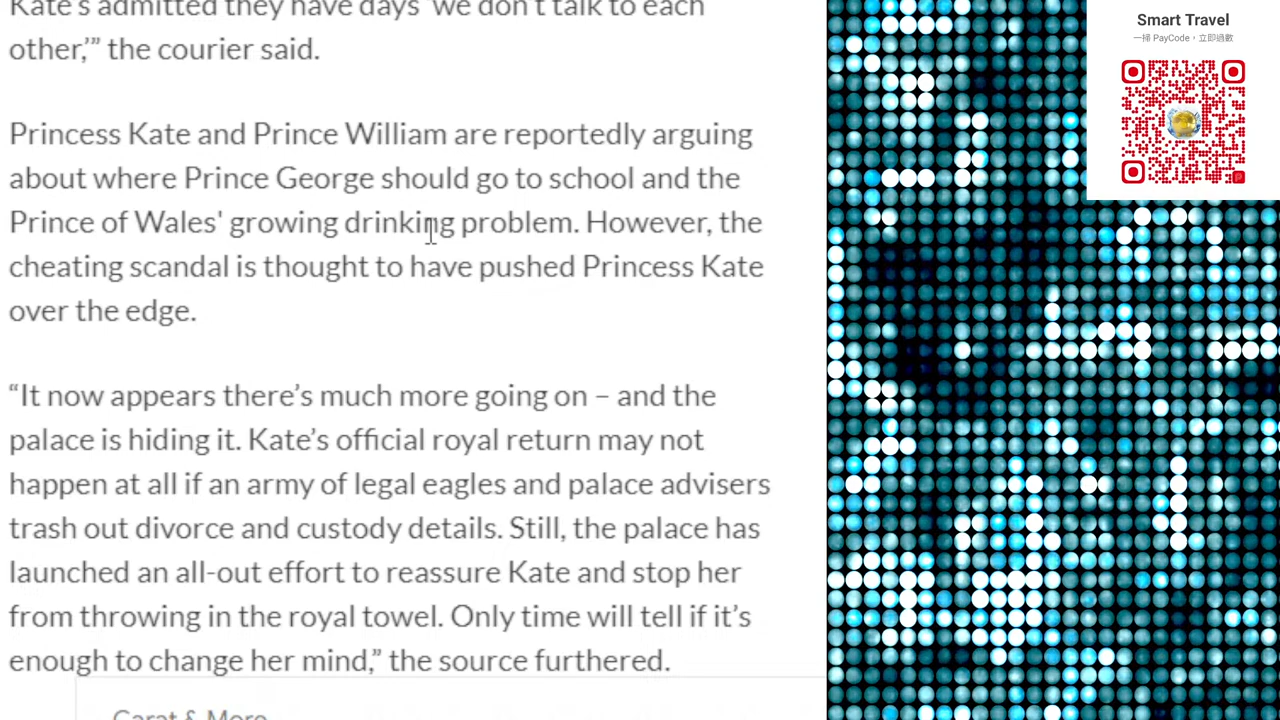 Kate's admitted they have days 'we don't talk to each
other,'” the courier said.
Princess Kate and Prince William are reportedly arguing
about where Prince George should go to school and the
Prince of Wales' growing drinking problem. However, the
cheating scandal is thought to have pushed Princess Kate
over the edge.
“It now appears there’s much more going on – and the
palace is hiding it. Kate’s official royal return may not
happen at all if an army of legal eagles and palace advisers
trash out divorce and custody details. Still, the palace has
launched an all-out effort to reassure Kate and stop her
from throwing in the royal towel. Only time will tell if it’s
enough to change her mind,” the source furthered.
Carat & More
Smart Travel
一掃 PayCode，立即過數